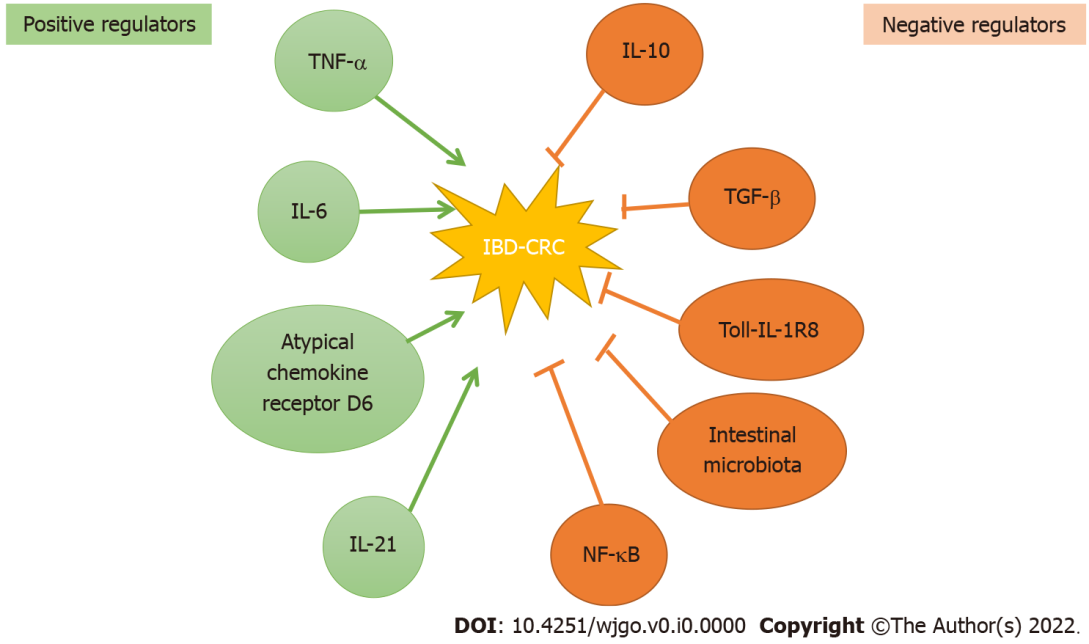 Positive regulators
Negative regulators
TNF-α
IL-10
IL-6
TGF-β
IBD-CRC
Toll-IL-1R8
Atypical
chemokine
receptor D6
Intestinal
microbiota
IL-21
NF-κB
DOI: 10.4251/wjgo.v0.i0.0000 Copyright ©The Author(s) 2022.